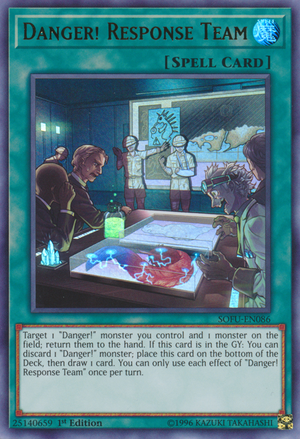 DANGER! RESPONSE TEAM
[SPELL CARD]
SOFU-EN086
Target 1 "Danger!" monster you control and 1 monster on the
field; return them to the hand. If this card is in the GY: You can
discard 1 "Danger!" monster; place this card on the bottom of the
Deck, then draw 1 card. You can only use each effect of "Danger!
Response Team" once per turn.
25140659 1st Edition ©1996 KAZUKI TAKAHASHI